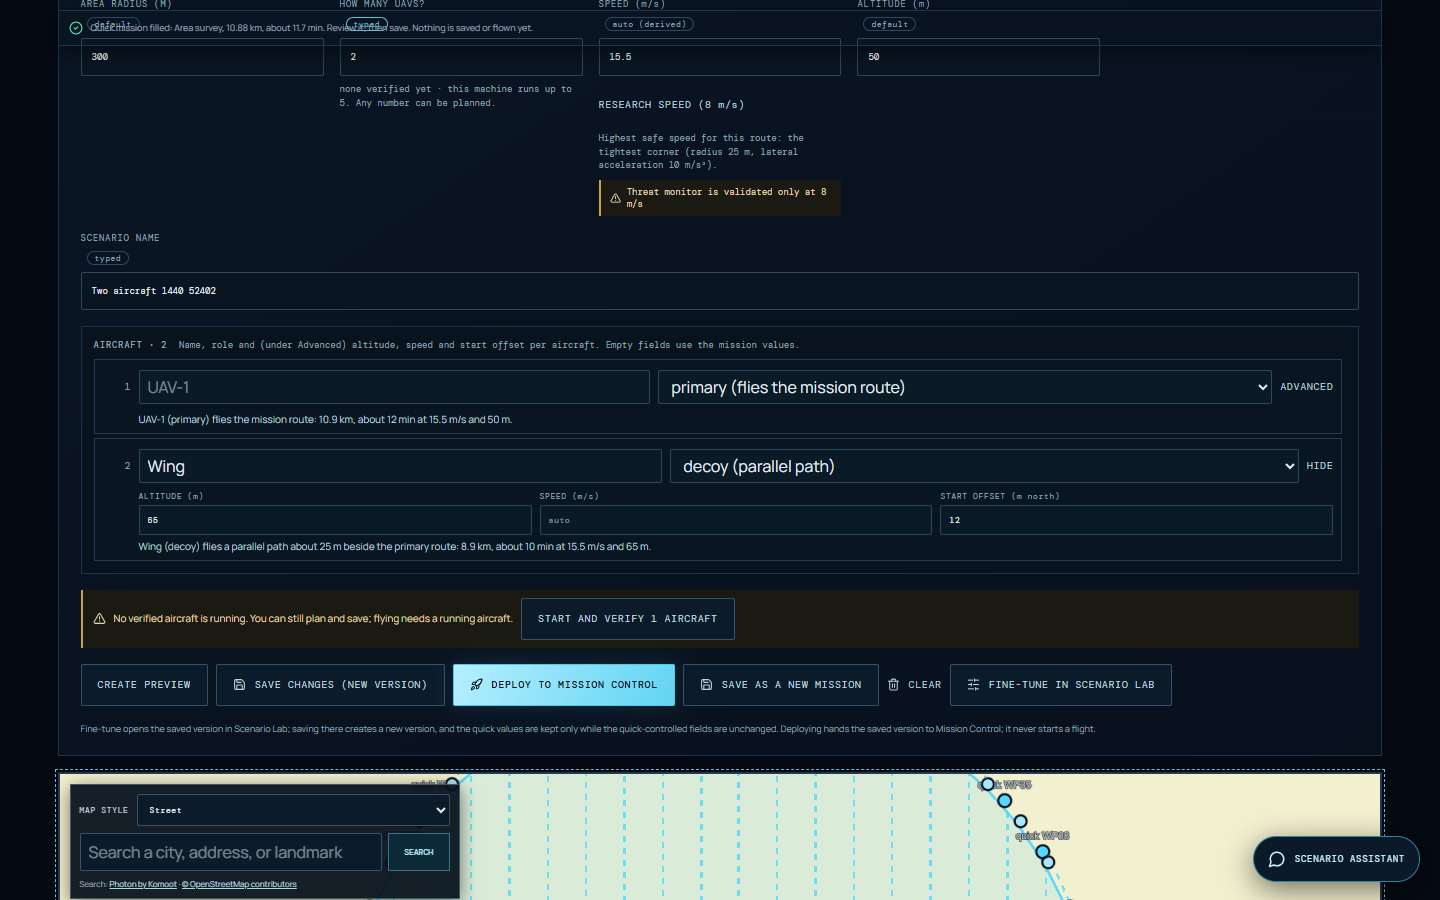 AREA RADIUS (M)
HOW MANY UAVS?
SPEED (m/s)
ALTITUDE (m)
default
typed
auto (derived)
default
Quick mission filled: Area survey, 10.88 km, about 11.7 min. Review it, then save. Nothing is saved or flown yet.
300
2
15.5
50
none verified yet · this machine runs up to
5. Any number can be planned.
RESEARCH SPEED (8 m/s)
Highest safe speed for this route: the
tightest corner (radius 25 m, lateral
acceleration 10 m/s²).
Threat monitor is validated only at 8
m/s
SCENARIO NAME
typed
Two aircraft 1440 52402
AIRCRAFT · 2 Name, role and (under Advanced) altitude, speed and start offset per aircraft. Empty fields use the mission values.
1
UAV-1
primary (flies the mission route)
ADVANCED
UAV-1 (primary) flies the mission route: 10.9 km, about 12 min at 15.5 m/s and 50 m.
2
Wing
decoy (parallel path)
HIDE
ALTITUDE (m)
SPEED (m/s)
START OFFSET (m north)
65
auto
12
Wing (decoy) flies a parallel path about 25 m beside the primary route: 8.9 km, about 10 min at 15.5 m/s and 65 m.
No verified aircraft is running. You can still plan and save; flying needs a running aircraft.
START AND VERIFY 1 AIRCRAFT
CREATE PREVIEW
SAVE CHANGES (NEW VERSION)
DEPLOY TO MISSION CONTROL
SAVE AS A NEW MISSION
CLEAR
FINE-TUNE IN SCENARIO LAB
Fine-tune opens the saved version in Scenario Lab; saving there creates a new version, and the quick values are kept only while the quick-controlled fields are unchanged. Deploying hands the saved version to Mission Control; it never starts a flight.
MAP STYLE
Street
Search a city, address, or landmark
SEARCH
Search: Photon by Komoot · © OpenStreetMap contributors
SCENARIO ASSISTANT